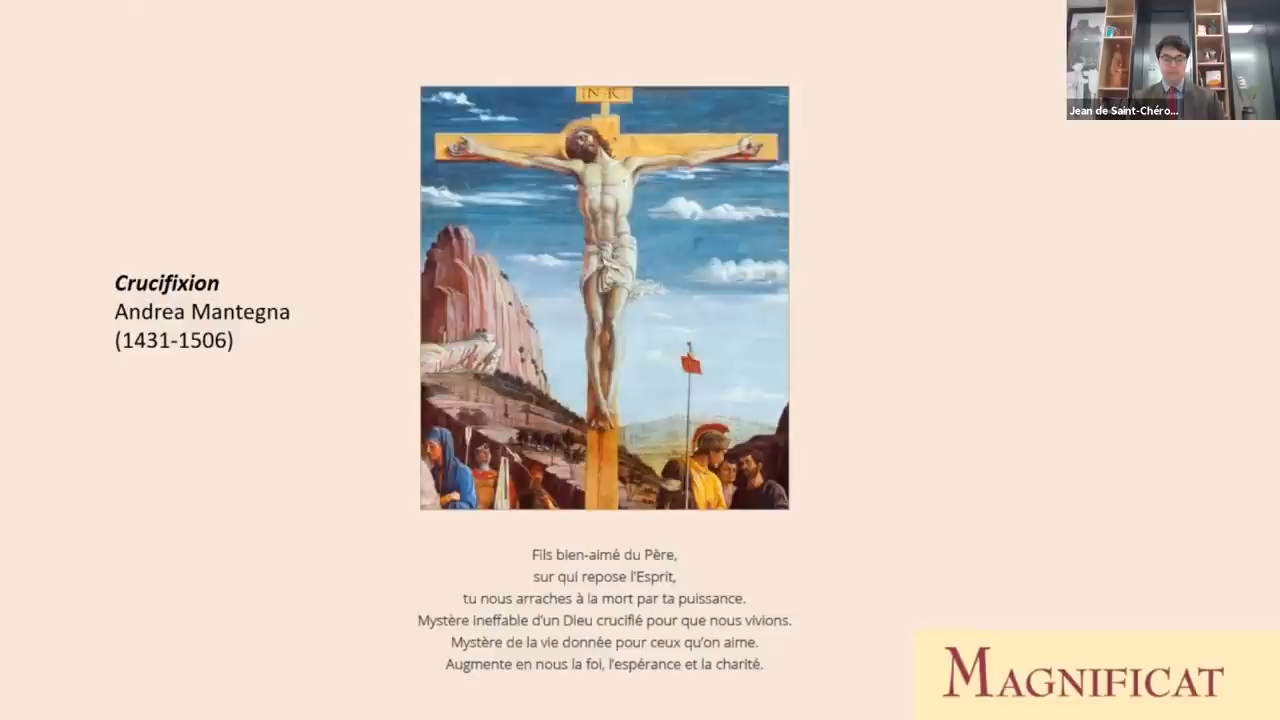 Jean de Saint-Chéro...
INRI
Crucifixion
Andrea Mantegna
(1431-1506)
Fils bien-aimé du Père,
sur qui repose l'Esprit,
tu nous arraches à la mort par ta puissance.
Mystère ineffable d'un Dieu crucifié pour que nous vivions.
Mystère de la vie donnée pour ceux qu'on aime.
Augmente en nous la foi, l'espérance et la charité.
MAGNIFICAT